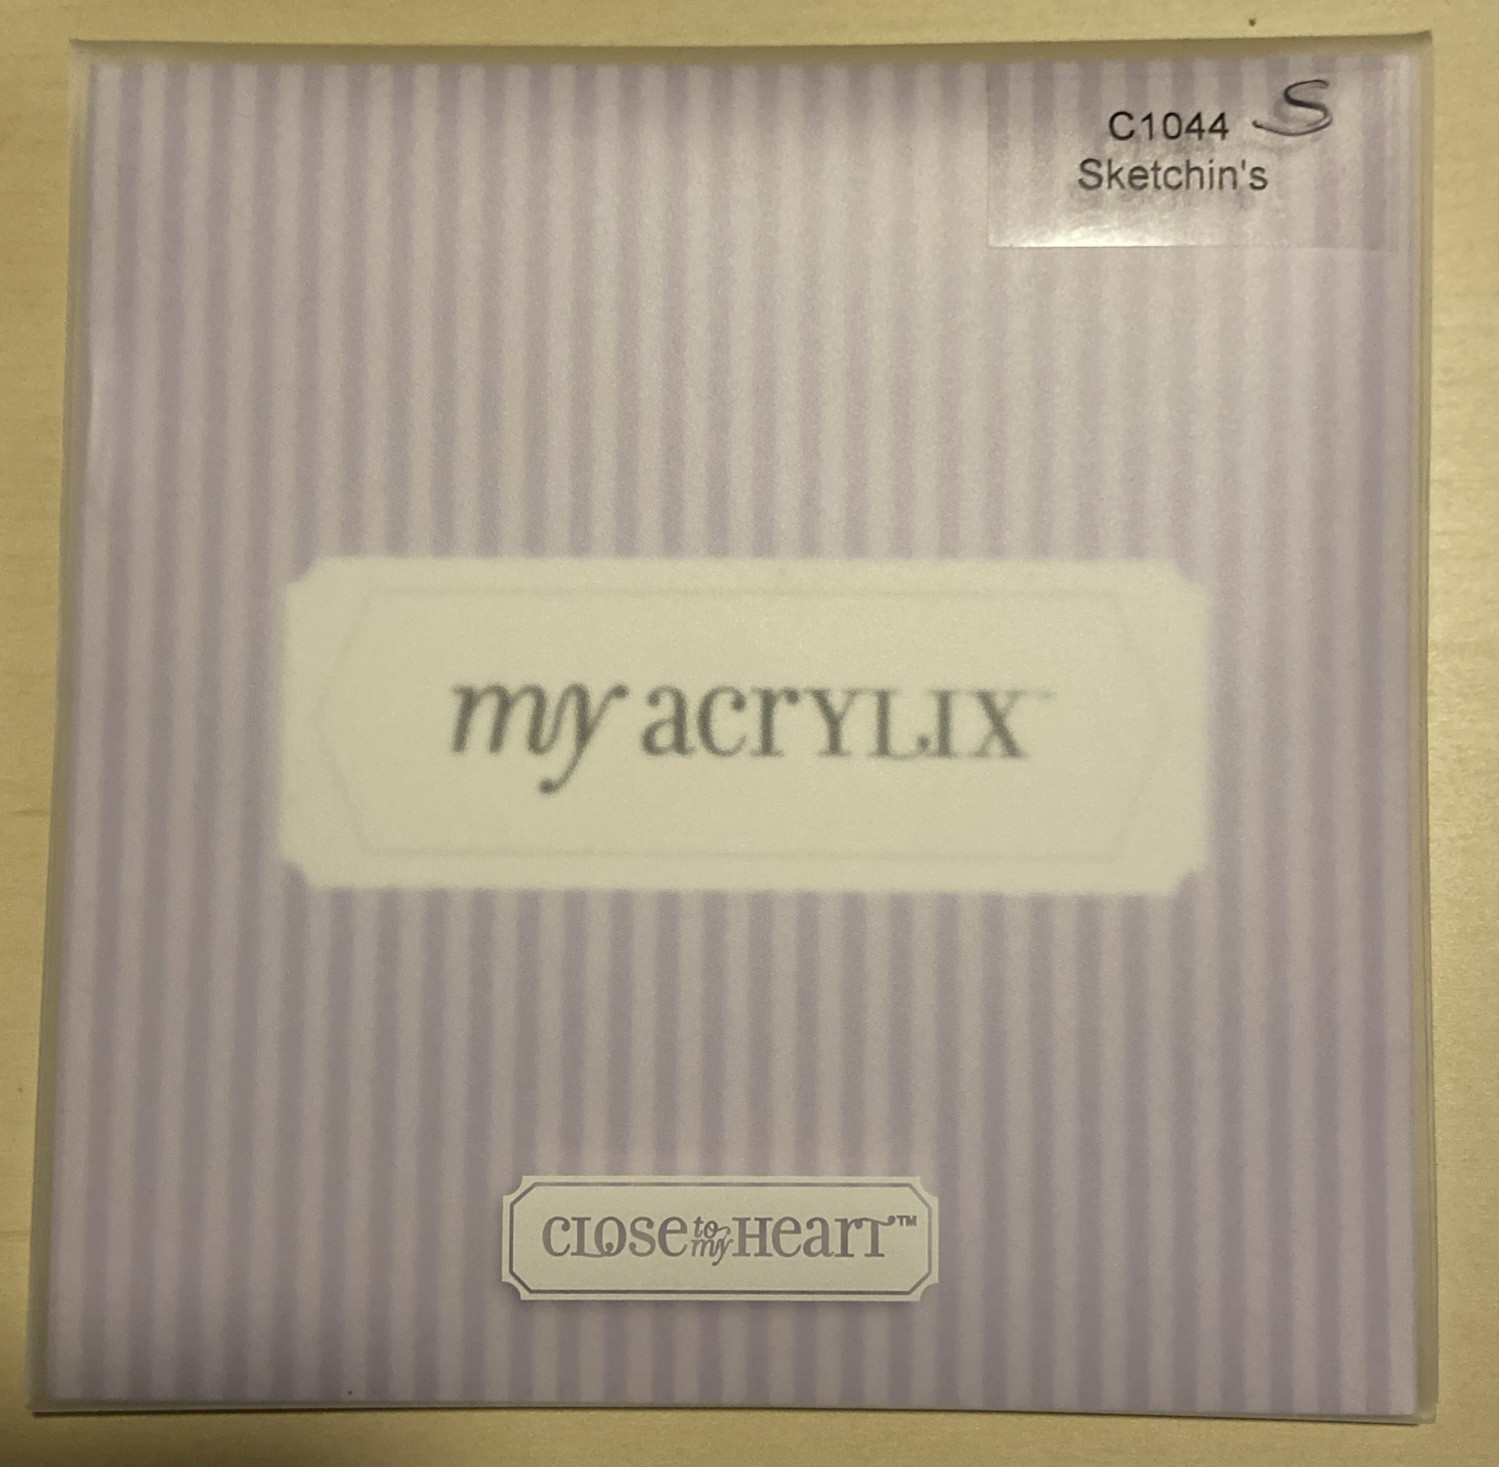 C1044 S
Sketchin's
my acrylix™
close to my Heart™